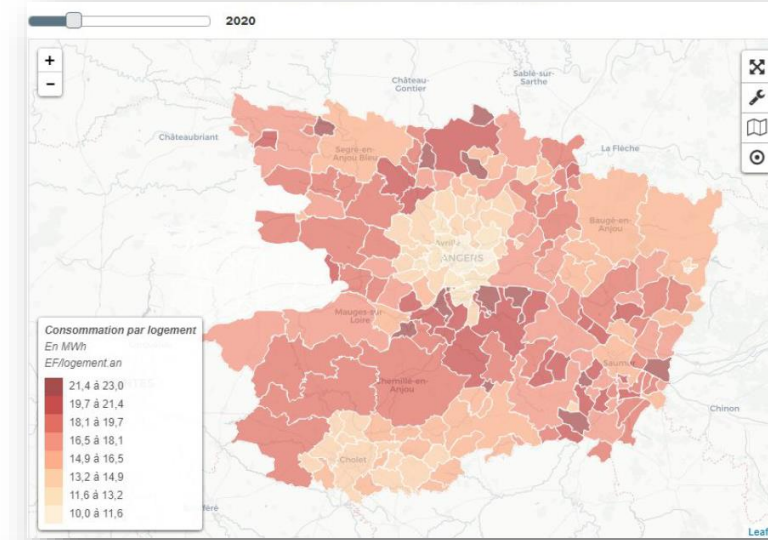 2020
+
−
Château-
Gontier
Sablé-sur-
Sarthe
Châteaubriant
La Flèche
Segré-en-
Anjou Bleu
Baugé-en-
Anjou
ANGERS
Mauges-sur-
Loire
Saumur
Chemillé-en-
Anjou
Chinon
Cholet
Consommation par logement
En MWh
EF/logement.an
21,4 à 23,0
19,7 à 21,4
18,1 à 19,7
16,5 à 18,1
14,9 à 16,5
13,2 à 14,9
11,6 à 13,2
10,0 à 11,6
Leaf